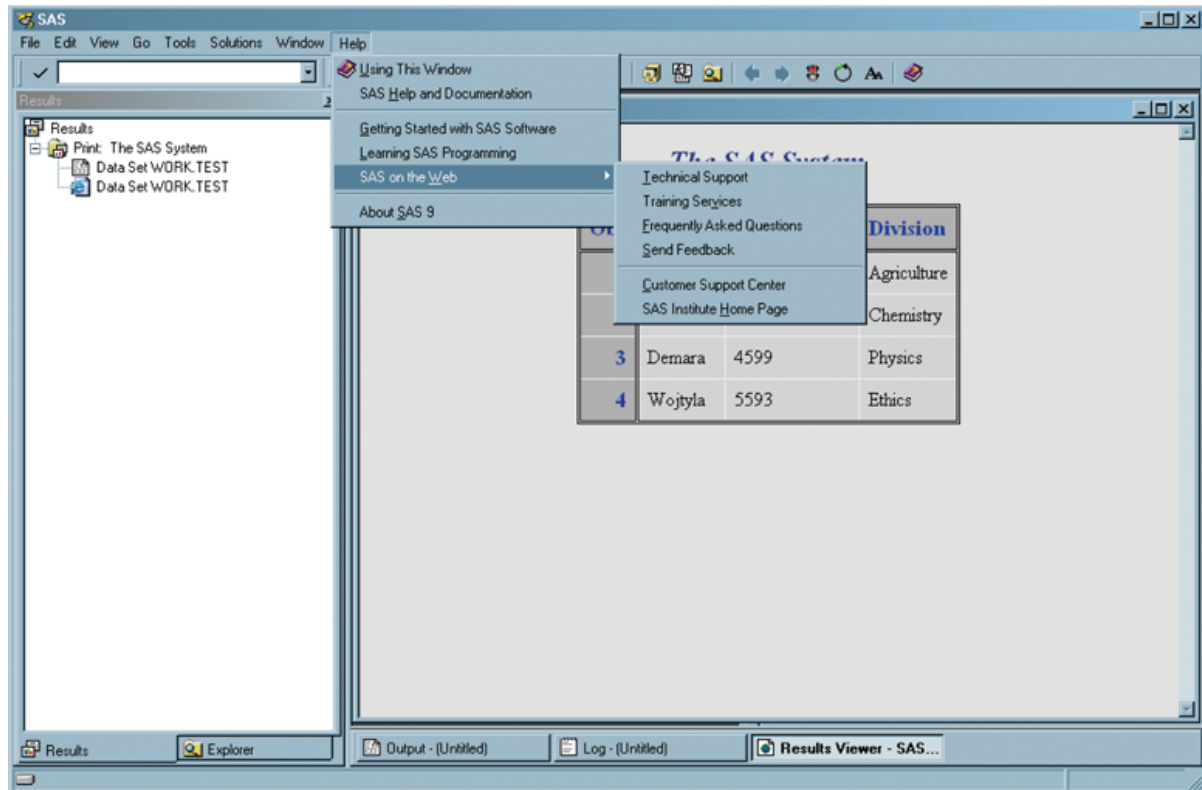 SAS
File Edit View Go Tools Solutions Window Help
Using This Window
SAS Help and Documentation
Getting Started with SAS Software
Learning SAS Programming
SAS on the Web
About SAS 9
Technical Support
Training Services
Frequently Asked Questions
Send Feedback
Customer Support Center
SAS Institute Home Page
Results
Results
Print: The SAS System
Data Set WORK.TEST
Data Set WORK.TEST
The SAS System
Division
Agriculture
Chemistry
3 Demara 4599 Physics
4 Wojtyla 5593 Ethics
Results Explorer
Output - (Untitled) Log - (Untitled) Results Viewer - SAS...